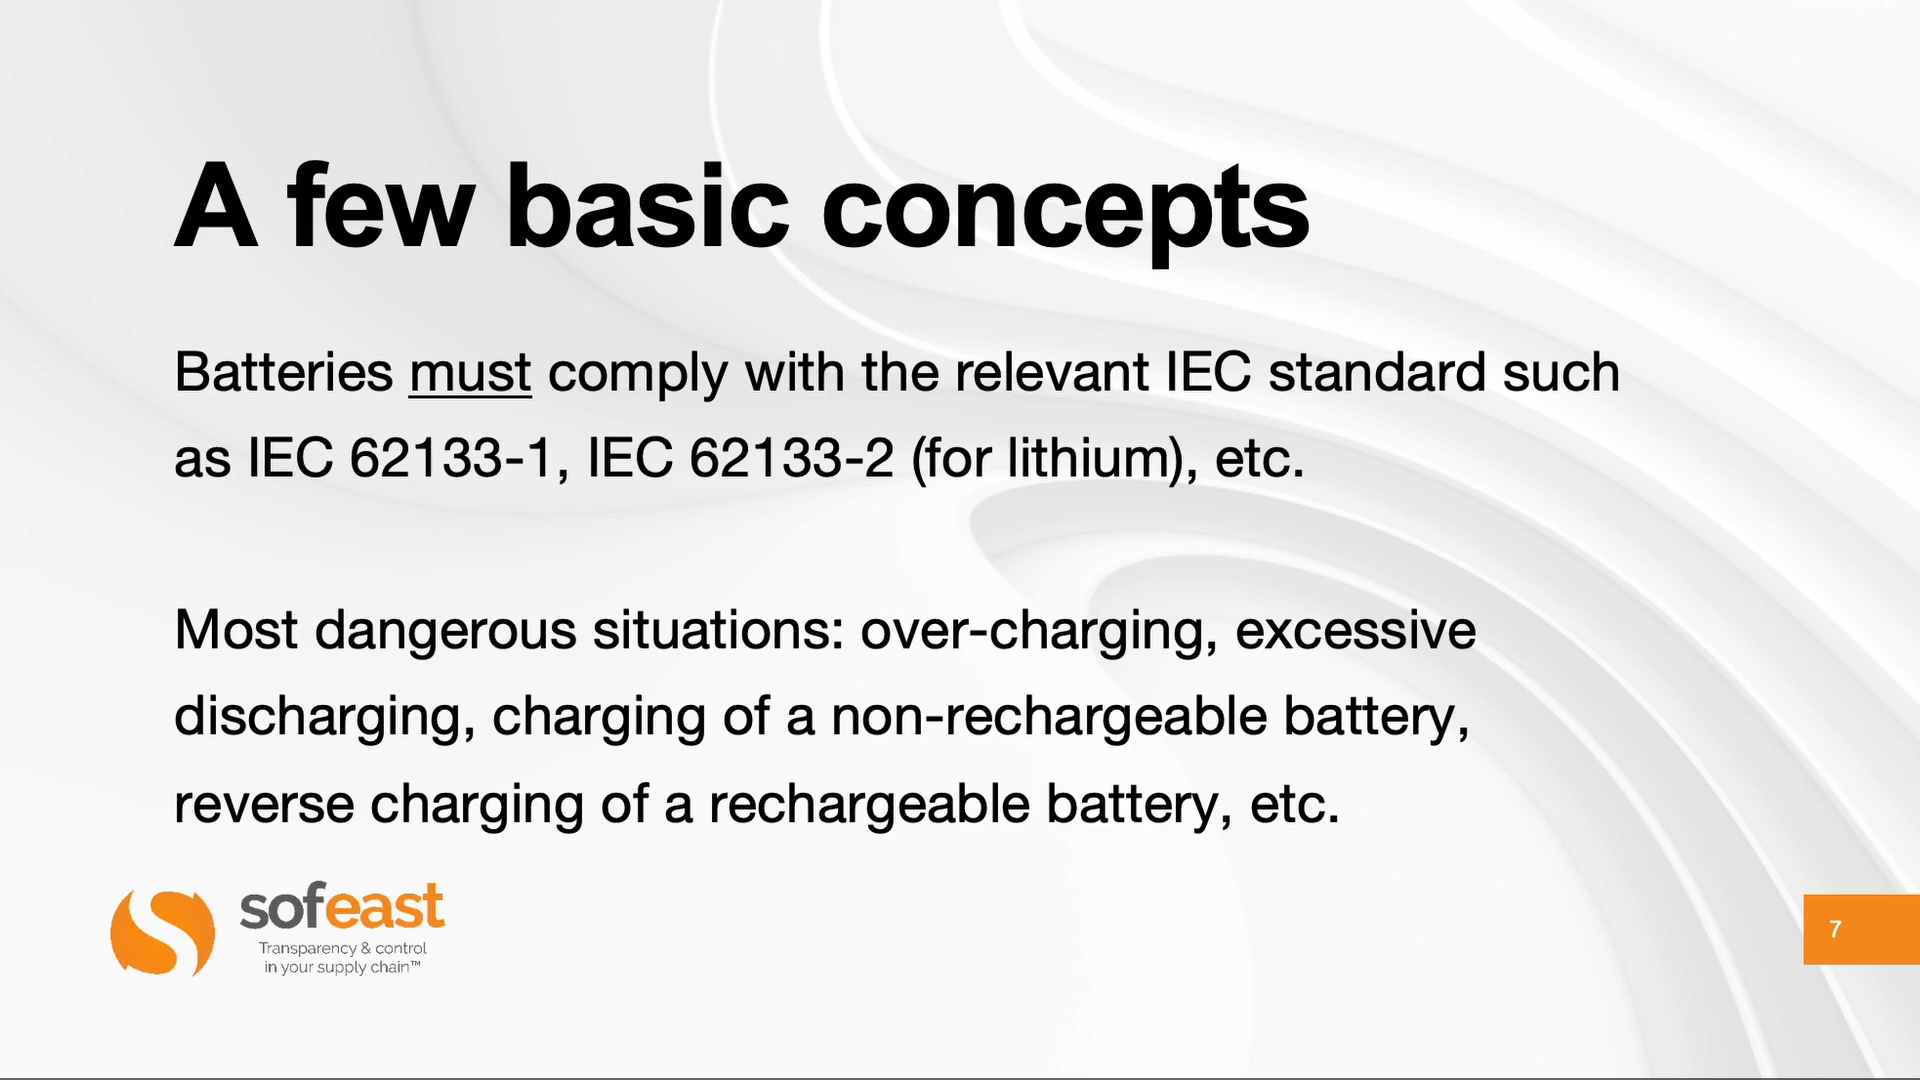 A few basic concepts
Batteries must comply with the relevant IEC standard such
as IEC 62133-1, IEC 62133-2 (for lithium), etc.
Most dangerous situations: over-charging, excessive
discharging, charging of a non-rechargeable battery,
reverse charging of a rechargeable battery, etc.
sofeast
Transparency & control
in your supply chain™
7